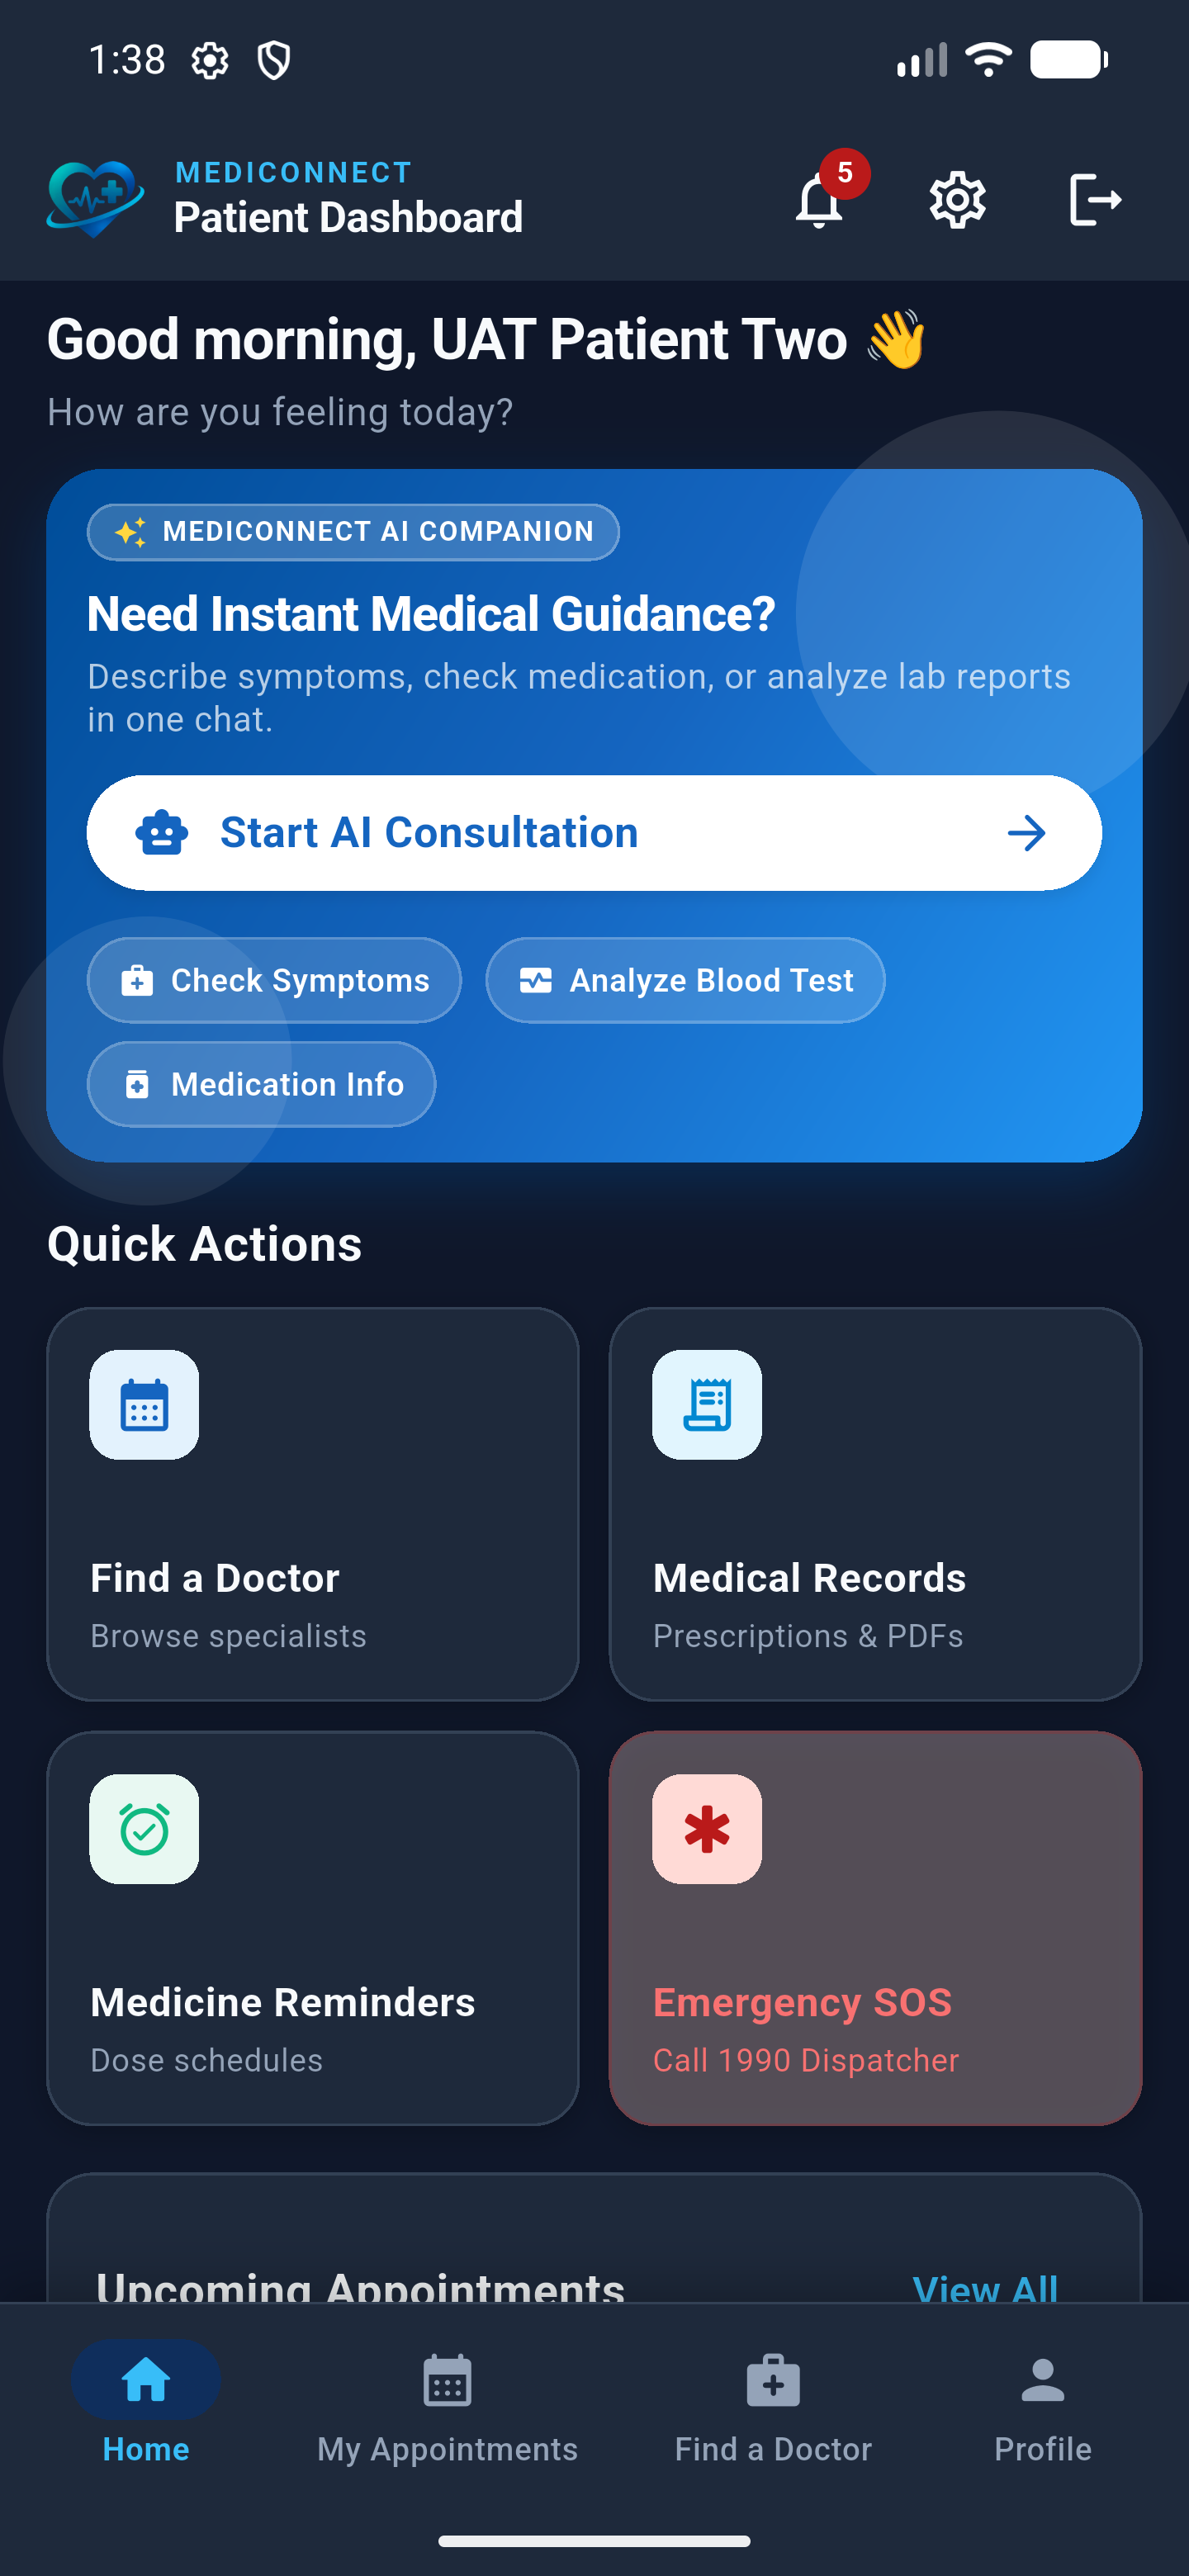 1:38
MEDICONNECT
Patient Dashboard
5
Good morning, UAT Patient Two 👋
How are you feeling today?
MEDICONNECT AI COMPANION
Need Instant Medical Guidance?
Describe symptoms, check medication, or analyze lab reports
in one chat.
Start AI Consultation
Check Symptoms
Analyze Blood Test
Medication Info
Quick Actions
Find a Doctor
Browse specialists
Medical Records
Prescriptions & PDFs
Medicine Reminders
Dose schedules
Emergency SOS
Call 1990 Dispatcher
Upcoming Appointments
View All
Home
My Appointments
Find a Doctor
Profile